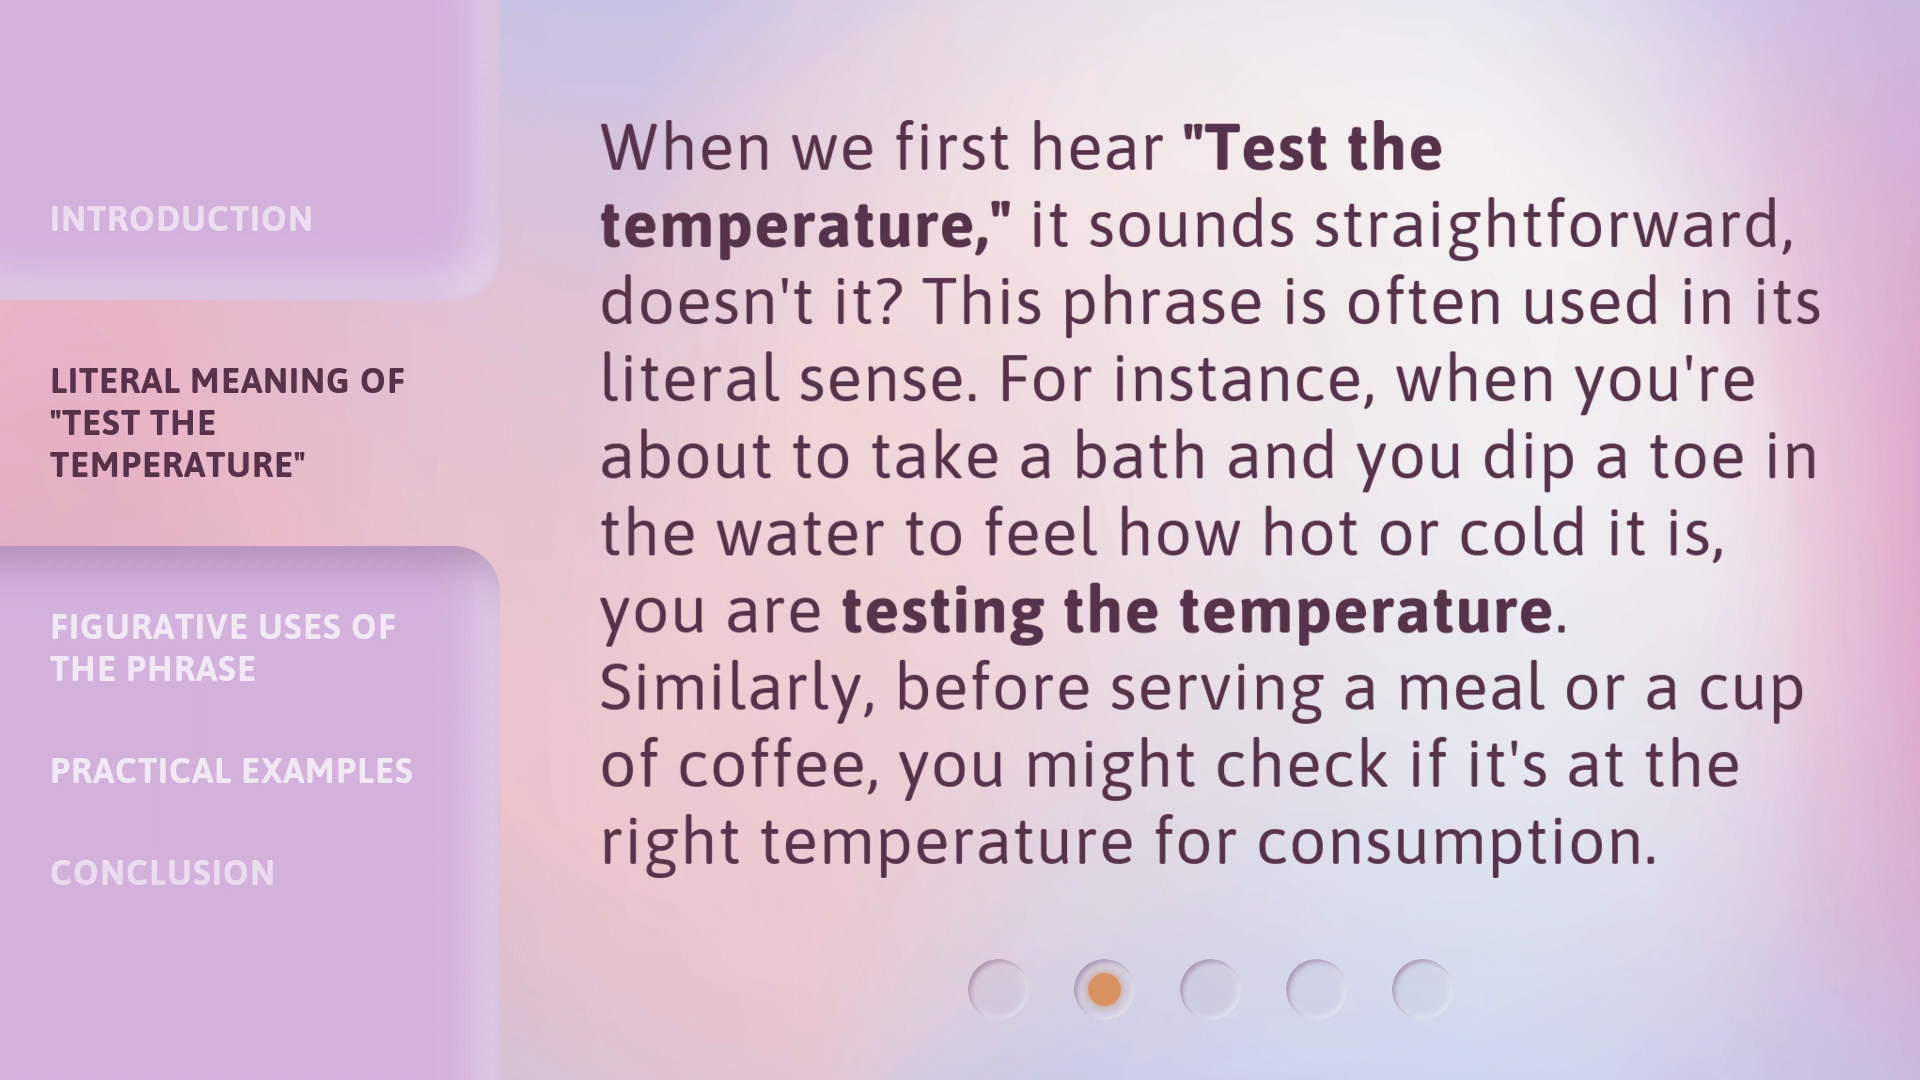 INTRODUCTION
LITERAL MEANING OF
"TEST THE
TEMPERATURE"
FIGURATIVE USES OF
THE PHRASE
PRACTICAL EXAMPLES
CONCLUSION
When we first hear "Test the
temperature," it sounds straightforward,
doesn't it? This phrase is often used in its
literal sense. For instance, when you're
about to take a bath and you dip a toe in
the water to feel how hot or cold it is,
you are testing the temperature.
Similarly, before serving a meal or a cup
of coffee, you might check if it's at the
right temperature for consumption.